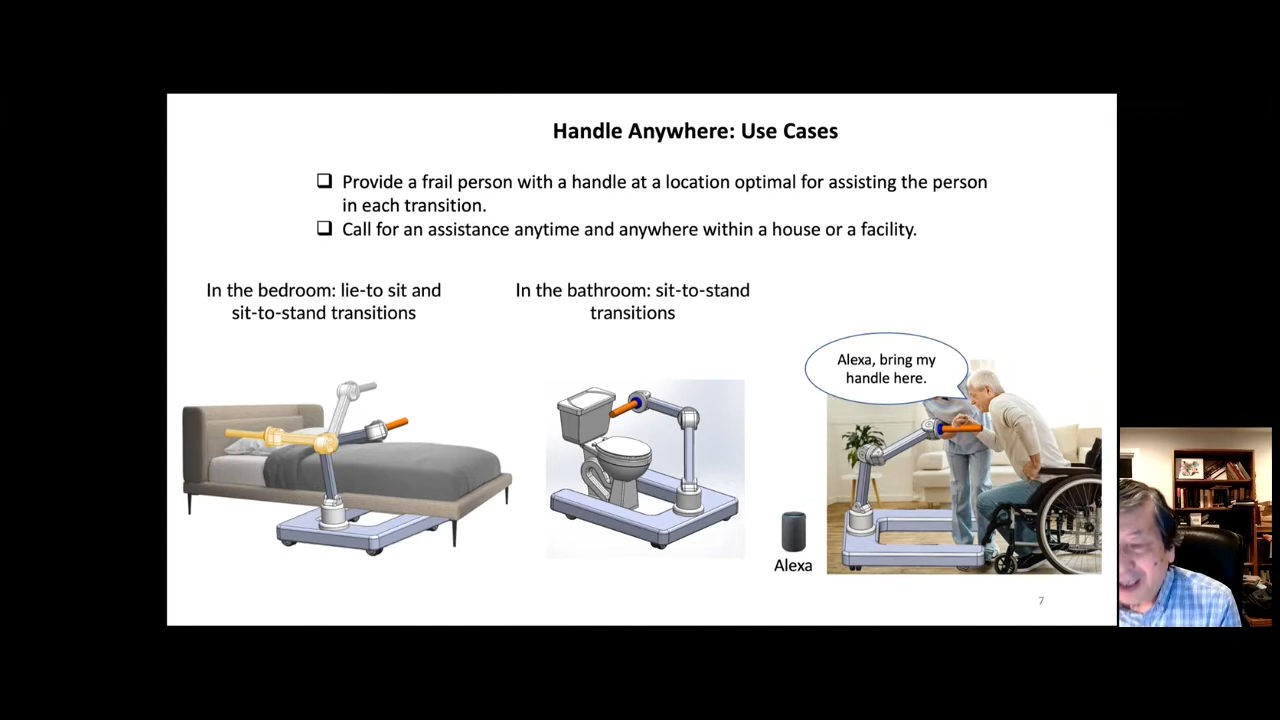 Handle Anywhere: Use Cases
❑ Provide a frail person with a handle at a location optimal for assisting the person
in each transition.
❑ Call for an assistance anytime and anywhere within a house or a facility.
In the bedroom: lie-to sit and
sit-to-stand transitions
In the bathroom: sit-to-stand
transitions
Alexa, bring my
handle here.
Alexa
7